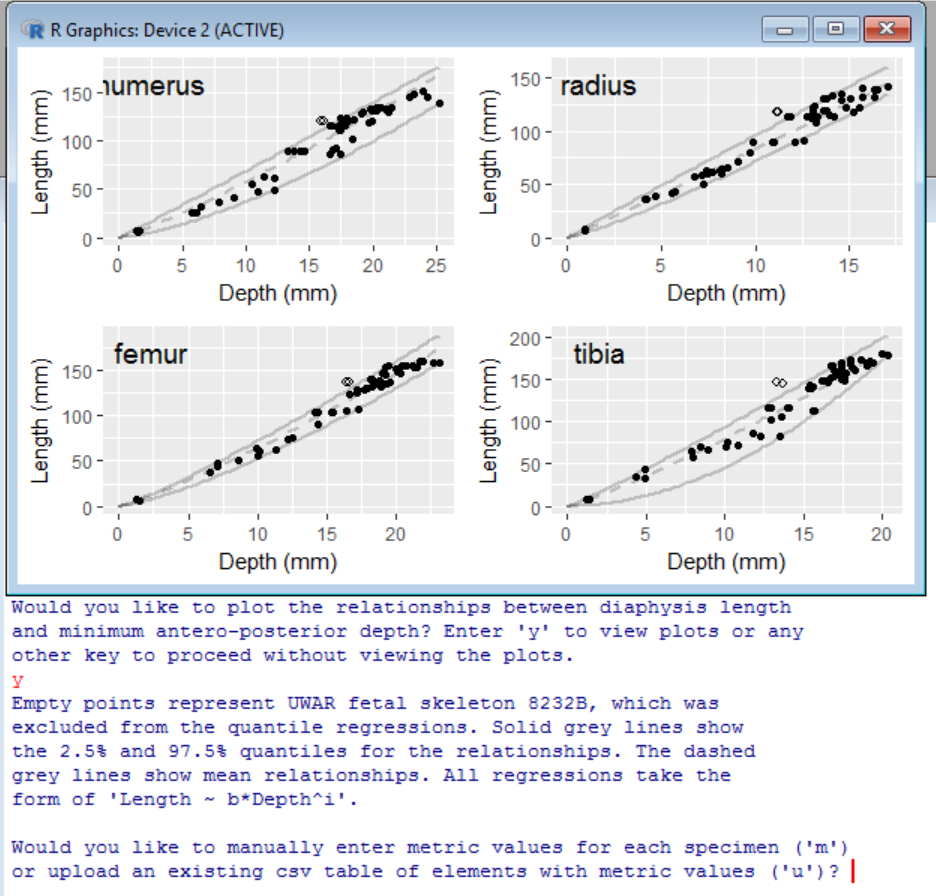 R Graphics: Device 2 (ACTIVE)
humerus
Length (mm)
150
100
50
0
0 5 10 15 20 25
Depth (mm)
radius
Length (mm)
150
100
50
0
0 5 10 15
Depth (mm)
femur
Length (mm)
150
100
50
0
0 5 10 15 20
Depth (mm)
tibia
Length (mm)
200
150
100
50
0
0 5 10 15 20
Depth (mm)
Would you like to plot the relationships between diaphysis length
and minimum antero-posterior depth? Enter 'y' to view plots or any
other key to proceed without viewing the plots.
y
Empty points represent UWAR fetal skeleton 8232B, which was
excluded from the quantile regressions. Solid grey lines show
the 2.5% and 97.5% quantiles for the relationships. The dashed
grey lines show mean relationships. All regressions take the
form of 'Length ~ b*Depth^i'.
Would you like to manually enter metric values for each specimen ('m')
or upload an existing csv table of elements with metric values ('u')?